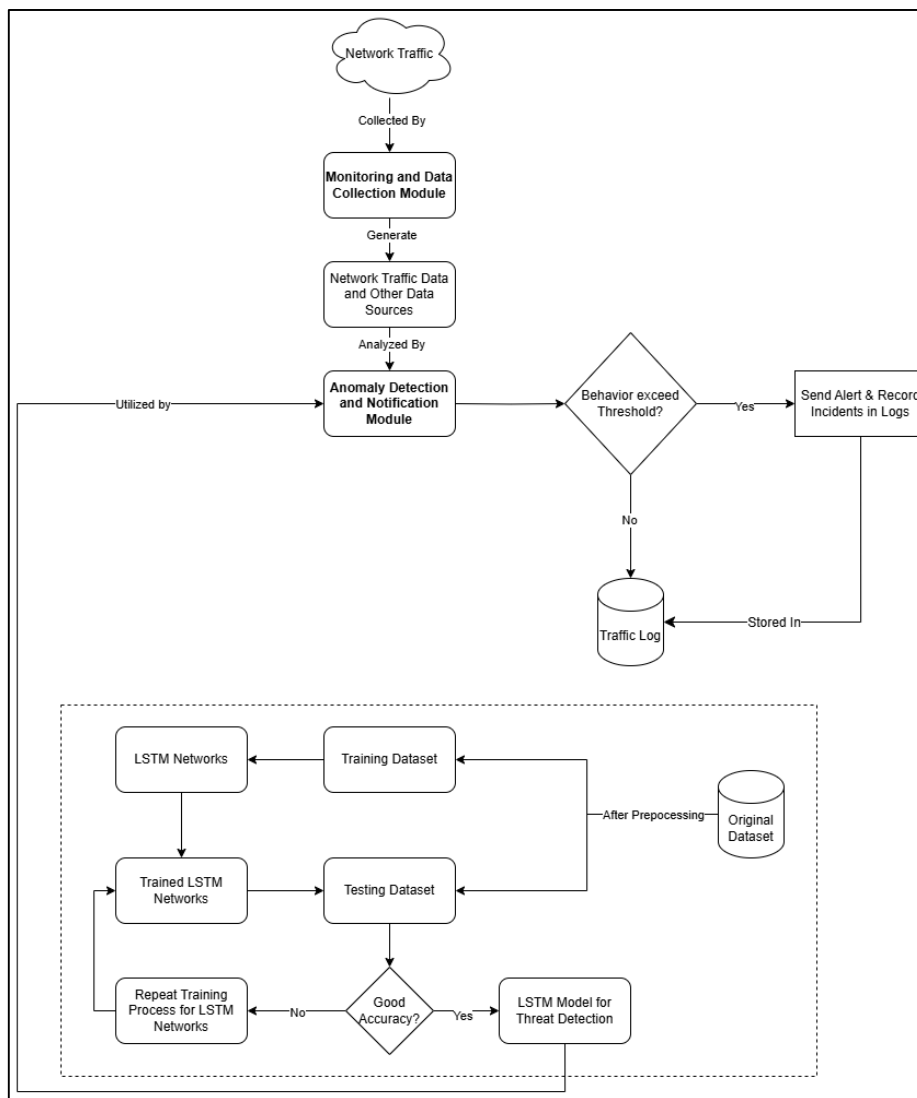 Network Traffic
Collected By
Monitoring and Data
Collection Module
Generate
Network Traffic Data
and Other Data
Sources
Analyzed By
Utilized by
Anomaly Detection
and Notification
Module
Behavior exceed
Threshold?
Yes
Send Alert & Record
Incidents in Logs
No
Traffic Log
Stored In
LSTM Networks
Training Dataset
After Prepocessing
Original
Dataset
Trained LSTM
Networks
Testing Dataset
Repeat Training
Process for LSTM
Networks
No
Good
Accuracy?
Yes
LSTM Model for
Threat Detection